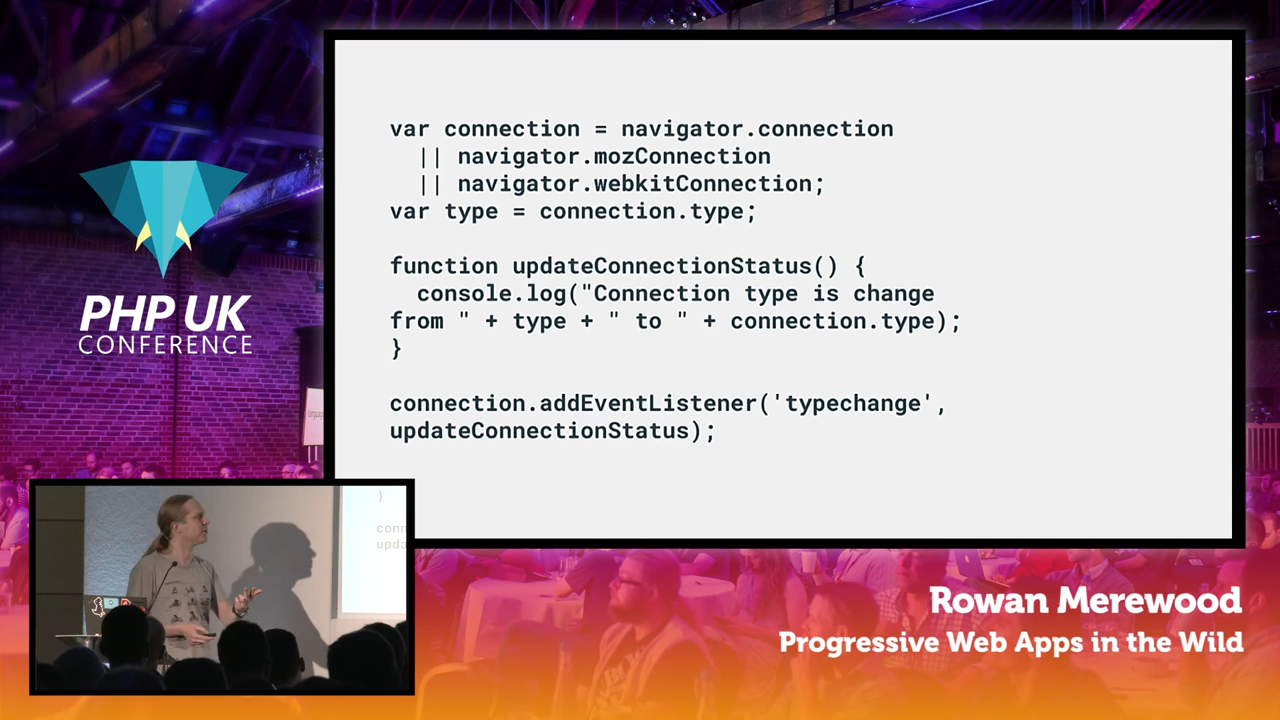 var connection = navigator.connection
|| navigator.mozConnection
|| navigator.webkitConnection;
var type = connection.type;
function updateConnectionStatus() {
console.log("Connection type is change
from " + type + " to " + connection.type);
}
connection.addEventListener('typechange',
updateConnectionStatus);
PHP UK
CONFERENCE
}
conn
upda
Rowan Merewood
Progressive Web Apps in the Wild